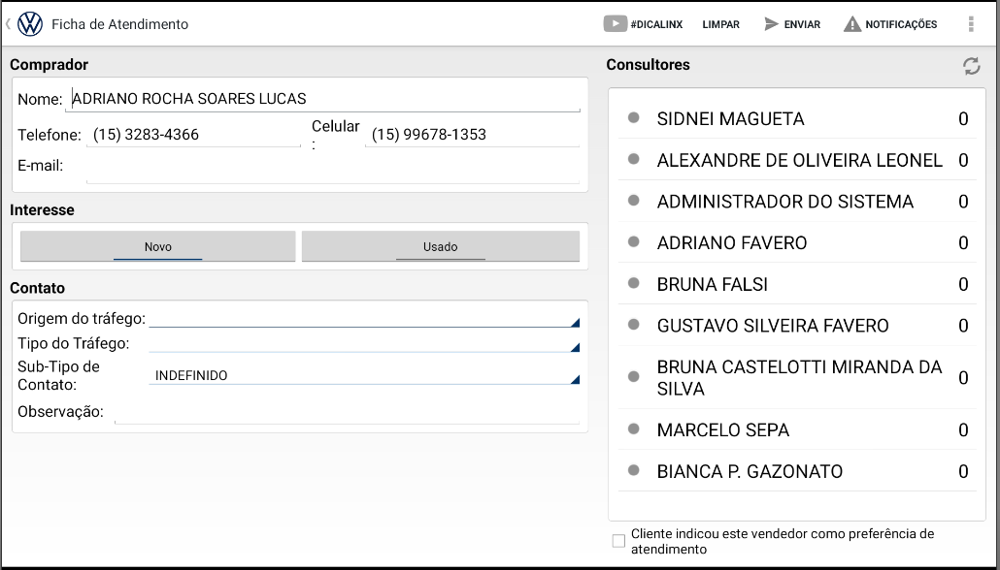 Ficha de Atendimento
#DICALINX LIMPAR ENVIAR NOTIFICAÇÕES
Comprador
Nome: ADRIANO ROCHA SOARES LUCAS
Telefone: (15) 3283-4366
Celular
: (15) 99678-1353
E-mail:
Interesse
Novo Usado
Contato
Origem do tráfego:
Tipo do Tráfego:
Sub-Tipo de
Contato: INDEFINIDO
Observação:
Consultores
SIDNEI MAGUETA 0
ALEXANDRE DE OLIVEIRA LEONEL 0
ADMINISTRADOR DO SISTEMA 0
ADRIANO FAVERO 0
BRUNA FALSI 0
GUSTAVO SILVEIRA FAVERO 0
BRUNA CASTELOTTI MIRANDA DA
SILVA 0
MARCELO SEPA 0
BIANCA P. GAZONATO 0
Cliente indicou este vendedor como preferência de
atendimento